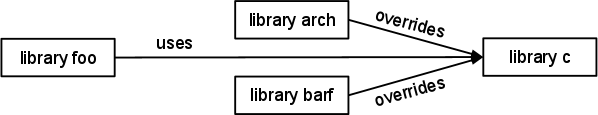 library arch
overrides
uses
library foo
library c
library barf
overrides